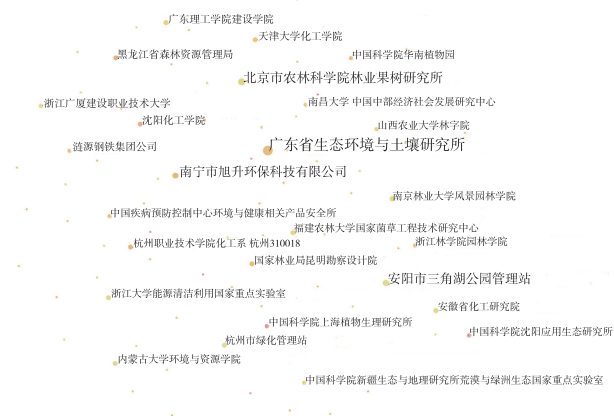 广东理工学院建设学院
天津大学化工学院
黑龙江省森林资源管理局
中国科学院华南植物园
北京市农林科学院林业果树研究所
浙江广厦建设职业技术大学
南昌大学 中国中部经济社会发展研究中心
沈阳化工学院
山西农业大学林学院
涟源钢铁集团公司
广东省生态环境与土壤研究所
南宁市旭升环保科技有限公司
南京林业大学风景园林学院
中国疾病预防控制中心环境与健康相关产品安全所
福建农林大学国家菌草工程技术研究中心
杭州职业技术学院化工系 杭州310018
浙江林学院园林学院
国家林业局昆明勘察设计院
安阳市三角湖公园管理站
浙江大学能源清洁利用国家重点实验室
安徽省化工研究院
中国科学院上海植物生理研究所
中国科学院沈阳应用生态研究所
杭州市绿化管理站
内蒙古大学环境与资源学院
中国科学院新疆生态与地理研究所荒漠与绿洲生态国家重点实验室